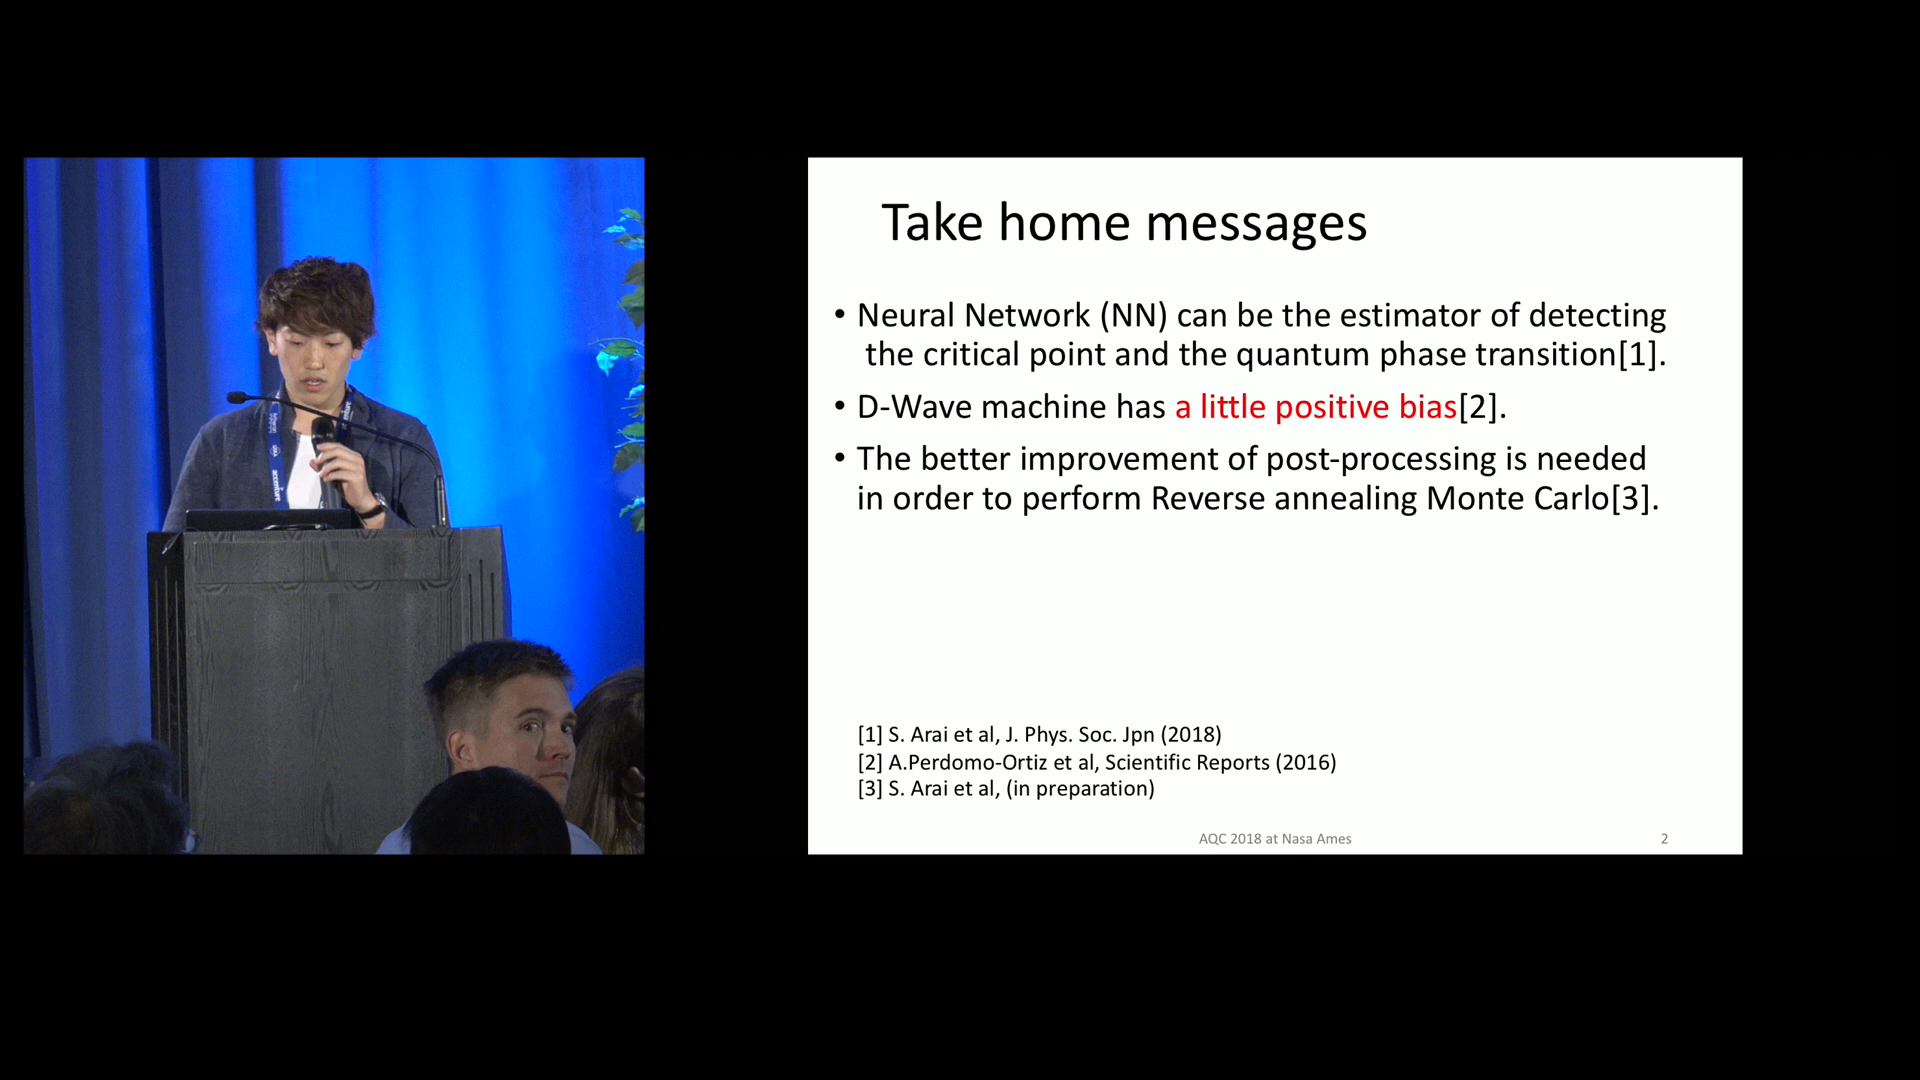 Take home messages
• Neural Network (NN) can be the estimator of detecting
the critical point and the quantum phase transition[1].
• D-Wave machine has a little positive bias[2].
• The better improvement of post-processing is needed
in order to perform Reverse annealing Monte Carlo[3].
[1] S. Arai et al, J. Phys. Soc. Jpn (2018)
[2] A.Perdomo-Ortiz et al, Scientific Reports (2016)
[3] S. Arai et al, (in preparation)
AQC 2018 at Nasa Ames
2
accenture